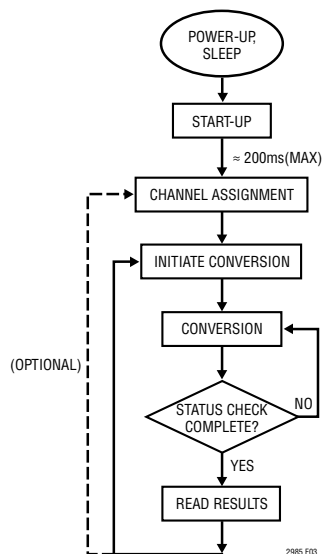 POWER-UP,
SLEEP
START-UP
≈ 200ms(MAX)
CHANNEL ASSIGNMENT
INITIATE CONVERSION
CONVERSION
(OPTIONAL)
STATUS CHECK
COMPLETE?
NO
YES
READ RESULTS
2985 F03